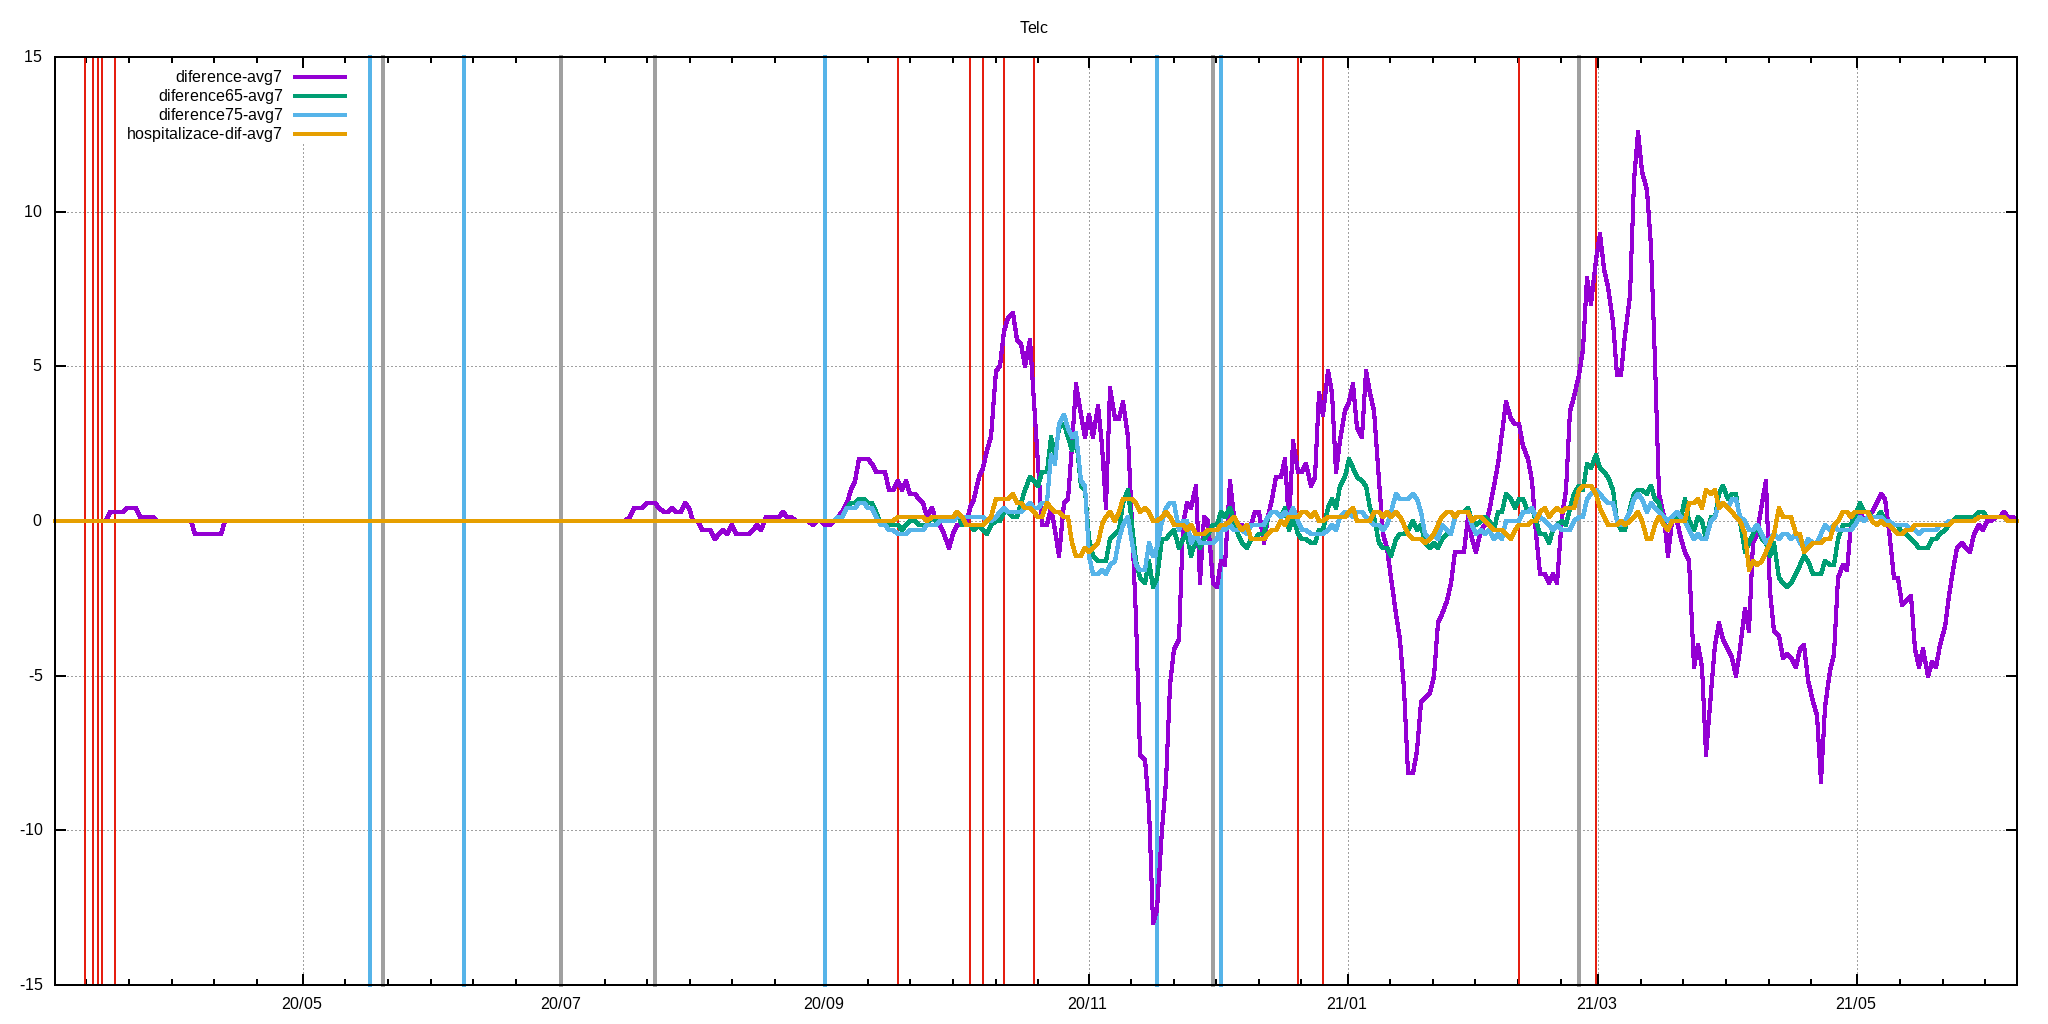 Telc
diference-avg7
diference65-avg7
diference75-avg7
hospitalizace-dif-avg7
15
10
5
0
-5
-10
-15
20/05 20/07 20/09 20/11 21/01 21/03 21/05